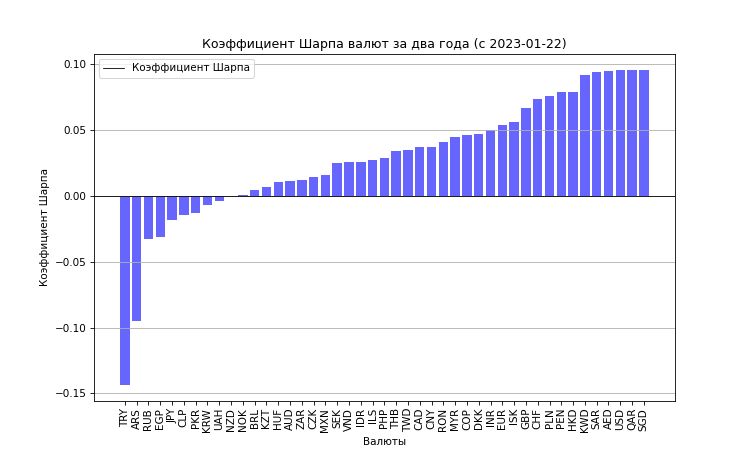 Коэффициент Шарпа валют за два года (с 2023-01-22)
Коэффициент Шарпа
0.10
0.05
0.00
−0.05
−0.10
−0.15
Коэффициент Шарпа
TRY
ARS
RUB
EGP
JPY
CLP
PKR
KRW
UAH
NZD
NOK
BRL
KZT
HUF
AUD
ZAR
CZK
MXN
SEK
VND
IDR
ILS
PHP
THB
TWD
CAD
CNY
RON
MYR
COP
DKK
INR
EUR
ISK
GBP
CHF
PLN
PEN
HKD
KWD
SAR
AED
USD
QAR
SGD
Валюты